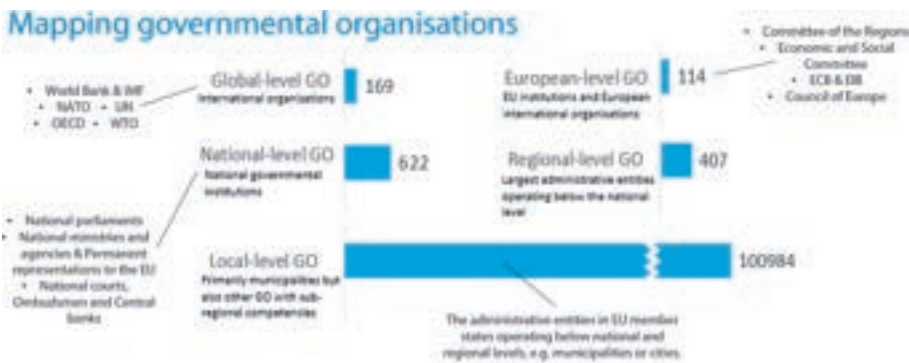 Mapping governmental organisations
• World Bank & IMF
• NATO • UN
• OECD • WTO
Global-level GO
International organisations
169
European-level GO
EU institutions and European
international organisations
114
• Committee of the Regions
• Economic and Social
Committee
• ECB & EIB
• Council of Europe
National-level GO
National governmental
institutions
622
Regional-level GO
Largest administrative entities
operating below the national
level
407
• National parliaments
• National ministries and
agencies & Permanent
representations to the EU
• National courts,
Ombudsmen and Central
banks
Local-level GO
Primarily municipalities but
also other GO with sub-
regional competencies
100984
The administrative entities in EU member
states operating below national and
regional levels, e.g. municipalities or cities.